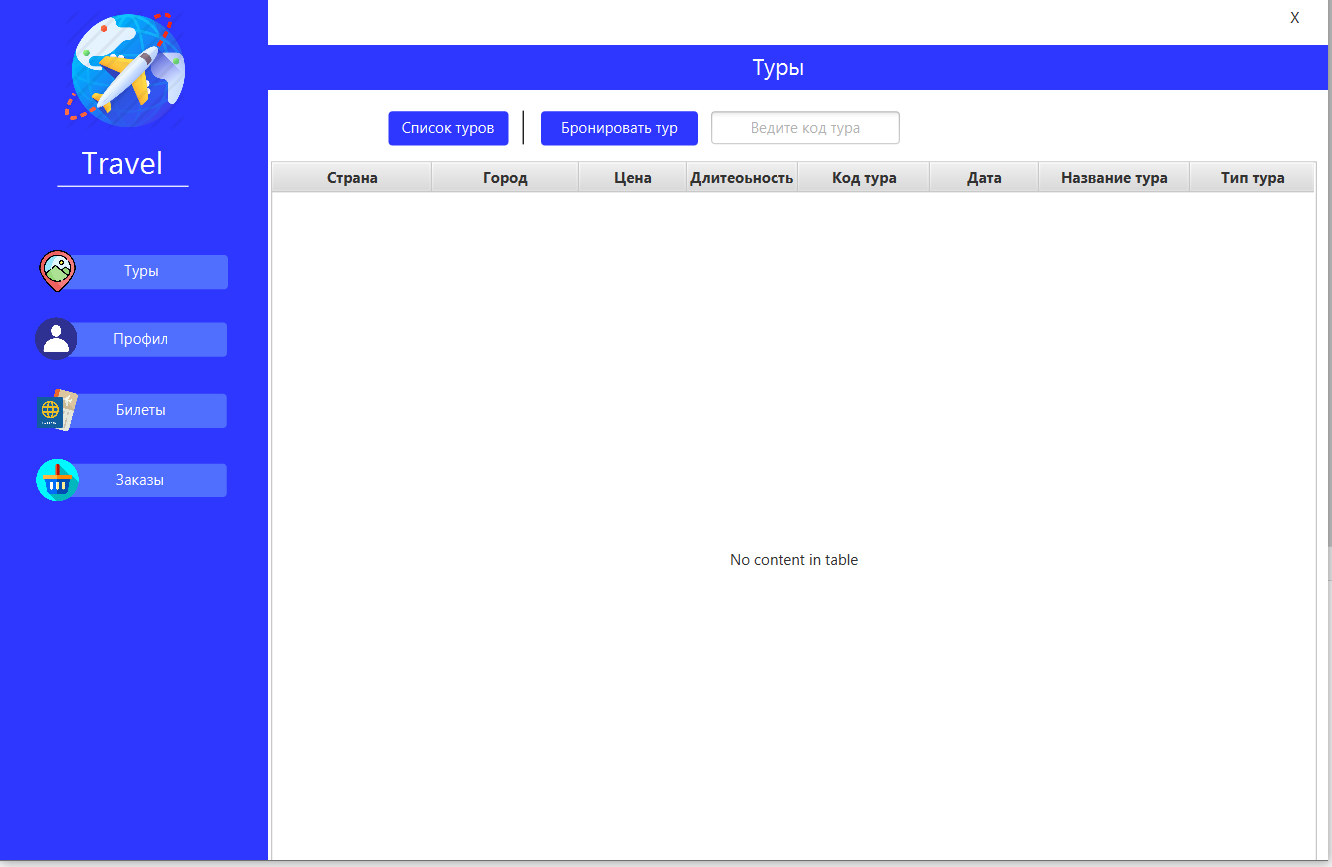 X
Travel
Туры
Профил
Билеты
Заказы
Туры
Список туров
Бронировать тур
Ведите код тура
Страна Город Цена Длитеоьность Код тура Дата Название тура Тип тура
No content in table